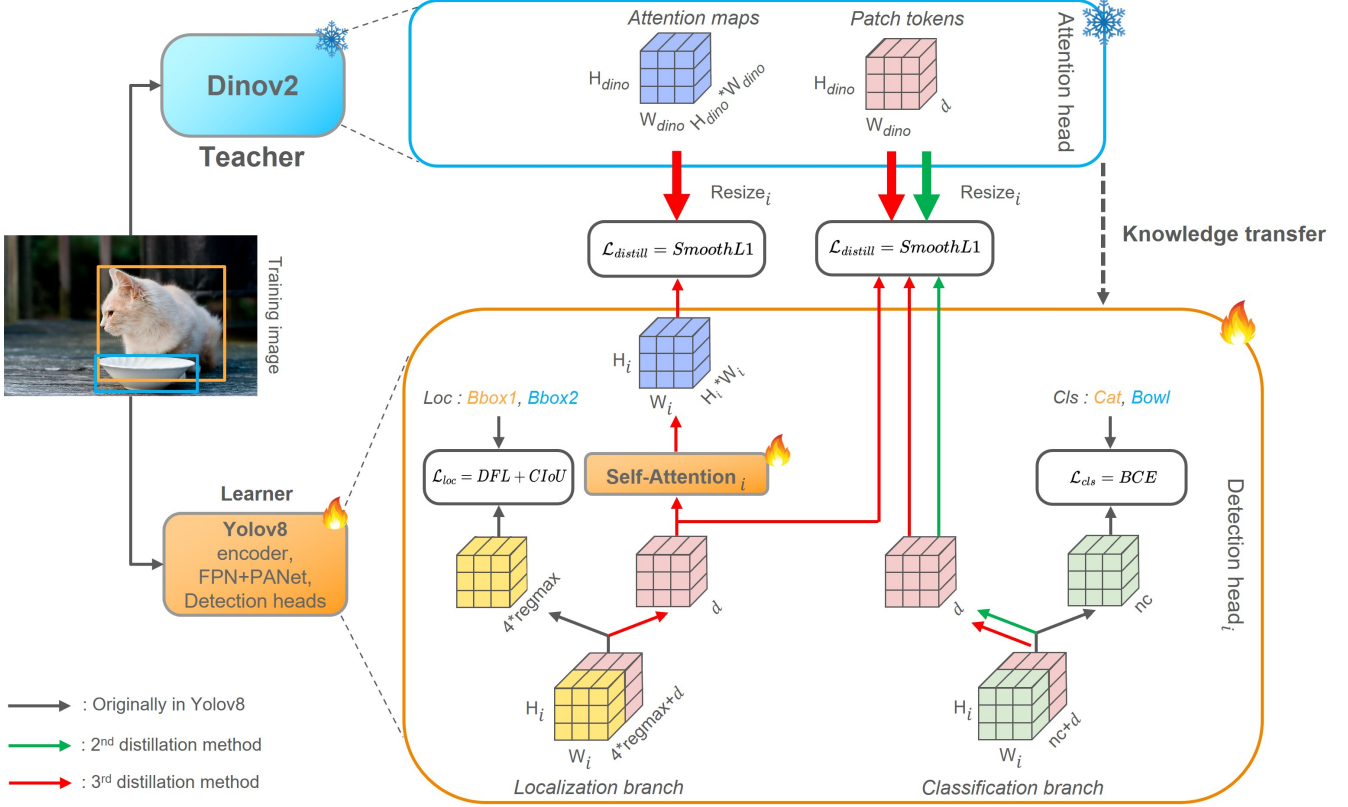 Attention maps
Patch tokens
H_dino
W_dino
H_dino*W_dino
H_dino
W_dino
d
Attention head
Dinov2
Teacher
Resize_i
Resize_i
ℒ_distill = SmoothL1
ℒ_distill = SmoothL1
Knowledge transfer
Training image
H_i
W_i
H_i*W_i
Loc : Bbox1, Bbox2
Cls : Cat, Bowl
ℒ_loc = DFL + CIoU
Self-Attention_i
ℒ_cls = BCE
Learner
Yolov8
encoder,
FPN+PANet,
Detection heads
Detection head_i
4*regmax
d
d
nc
H_i
W_i
4*regmax+d
H_i
W_i
nc+d
Localization branch
Classification branch
: Originally in Yolov8
: 2nd distillation method
: 3rd distillation method